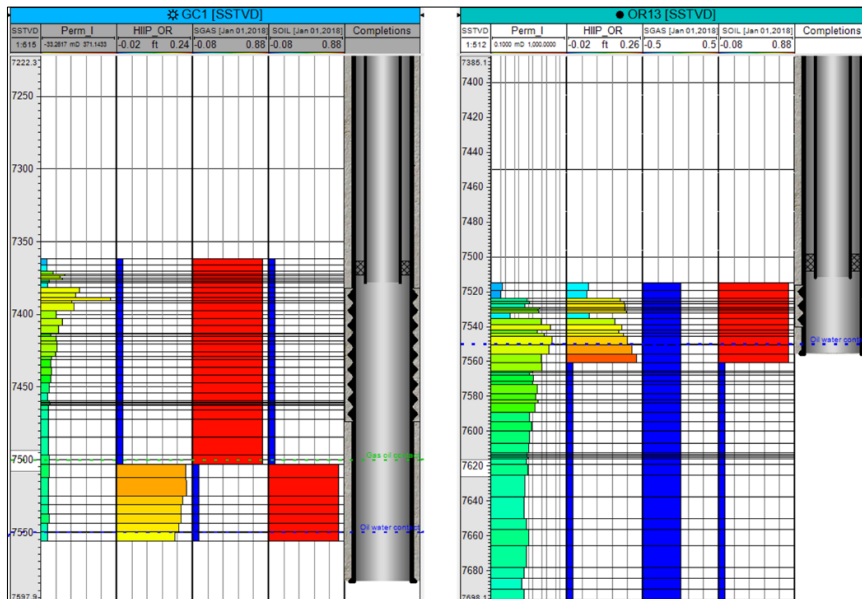 GC1 [SSTVD]
SSTVD Perm_I HIIP_OR SGAS [Jan 01,2018] SOIL [Jan 01,2018] Completions
1:615 -33.2617 mD 371.1433 -0.02 ft 0.24 -0.08 0.88 -0.08 0.88
7222.3
7250
7300
7350
7400
7450
7500
Gas oil contact
7550
Oil water contact
7597.9
OR13 [SSTVD]
SSTVD Perm_I HIIP_OR SGAS [Jan 01,2018] SOIL [Jan 01,2018] Completions
1:512 0.1000 mD 1,000.0000 -0.02 ft 0.26 -0.5 0.5 -0.08 0.88
7385.1
7400
7420
7440
7460
7480
7500
7520
7540
Oil water cont
7560
7580
7600
7620
7640
7660
7680
7698.1